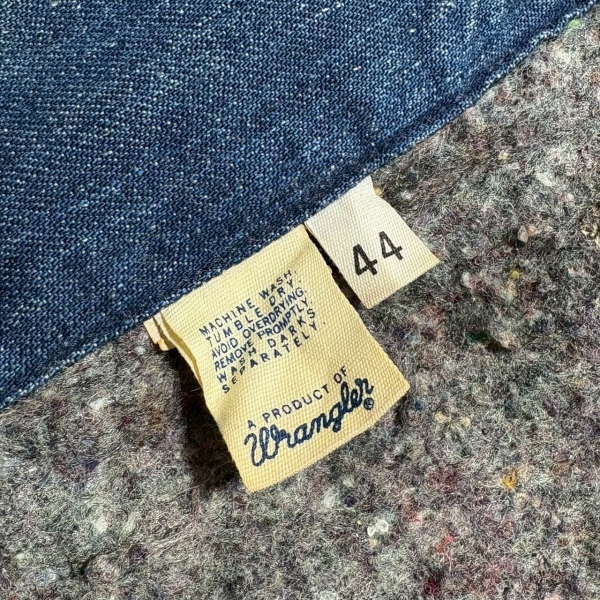 MACHINE WASH.
TUMBLE DRY.
AVOID OVERDRYING.
REMOVE PROMPTLY.
WASH DARKS
SEPARATELY.
A PRODUCT OF
Wrangler®
44